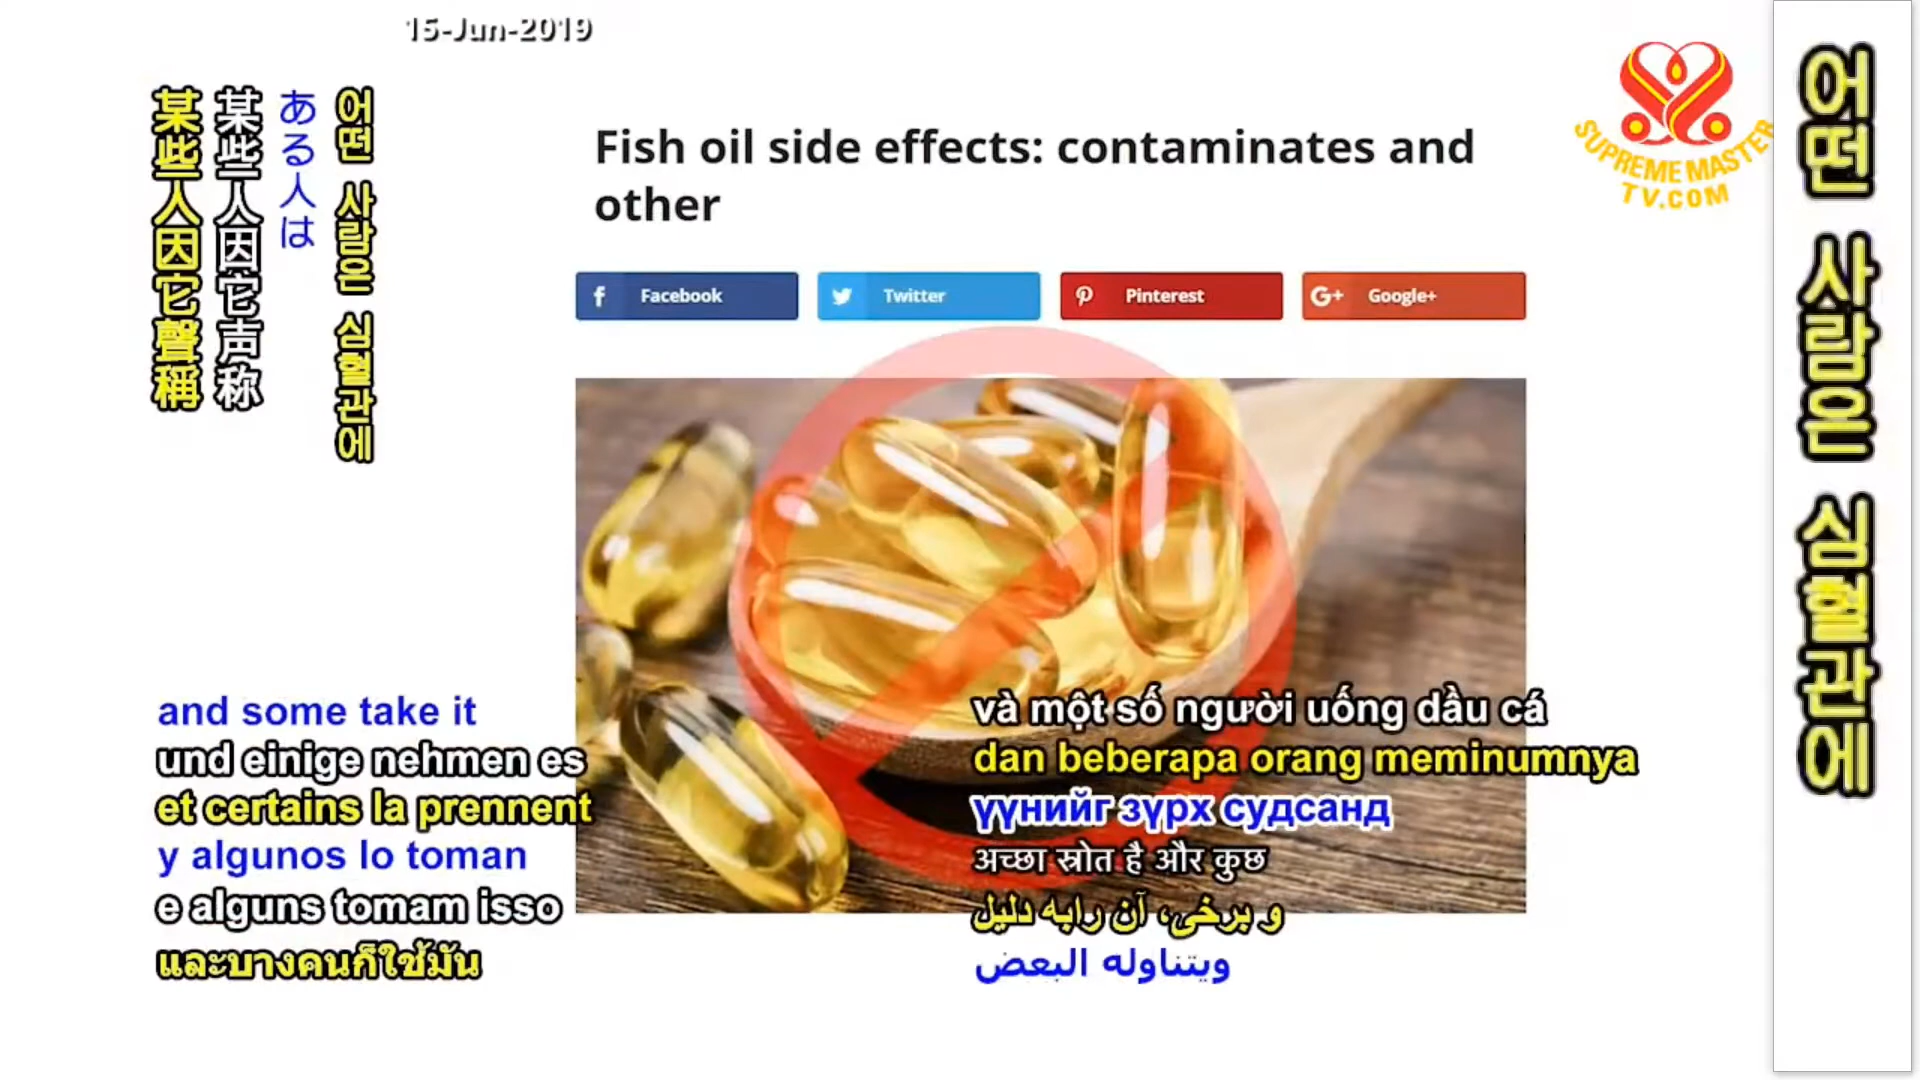 15-Jun-2019
SUPREME MASTER
TV.COM
Fish oil side effects: contaminates and
other
Facebook
Twitter
Pinterest
G+ Google+
어떤 사람은 심혈관에
ある人は
某些人因它声称
某些人因它聲稱
and some take it
und einige nehmen es
et certains la prennent
y algunos lo toman
e alguns tomam isso
และบางคนก็ใช้มัน
và một số người uống dầu cá
dan beberapa orang meminumnya
үүнийг зүрх судсанд
अच्छा स्रोत है और कुछ
و برخی، آن رابه دلیل
ويتناوله البعض
어떤 사람은 심혈관에